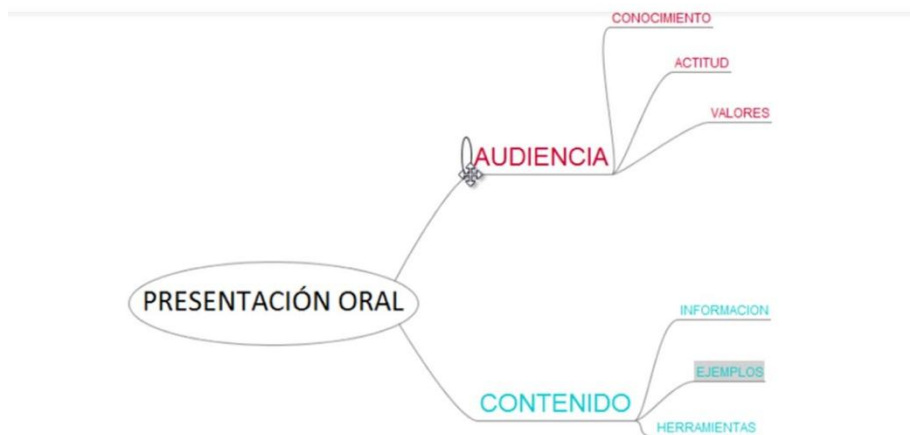 CONOCIMIENTO
ACTITUD
VALORES
AUDIENCIA
PRESENTACIÓN ORAL
INFORMACION
EJEMPLOS
CONTENIDO
HERRAMIENTAS